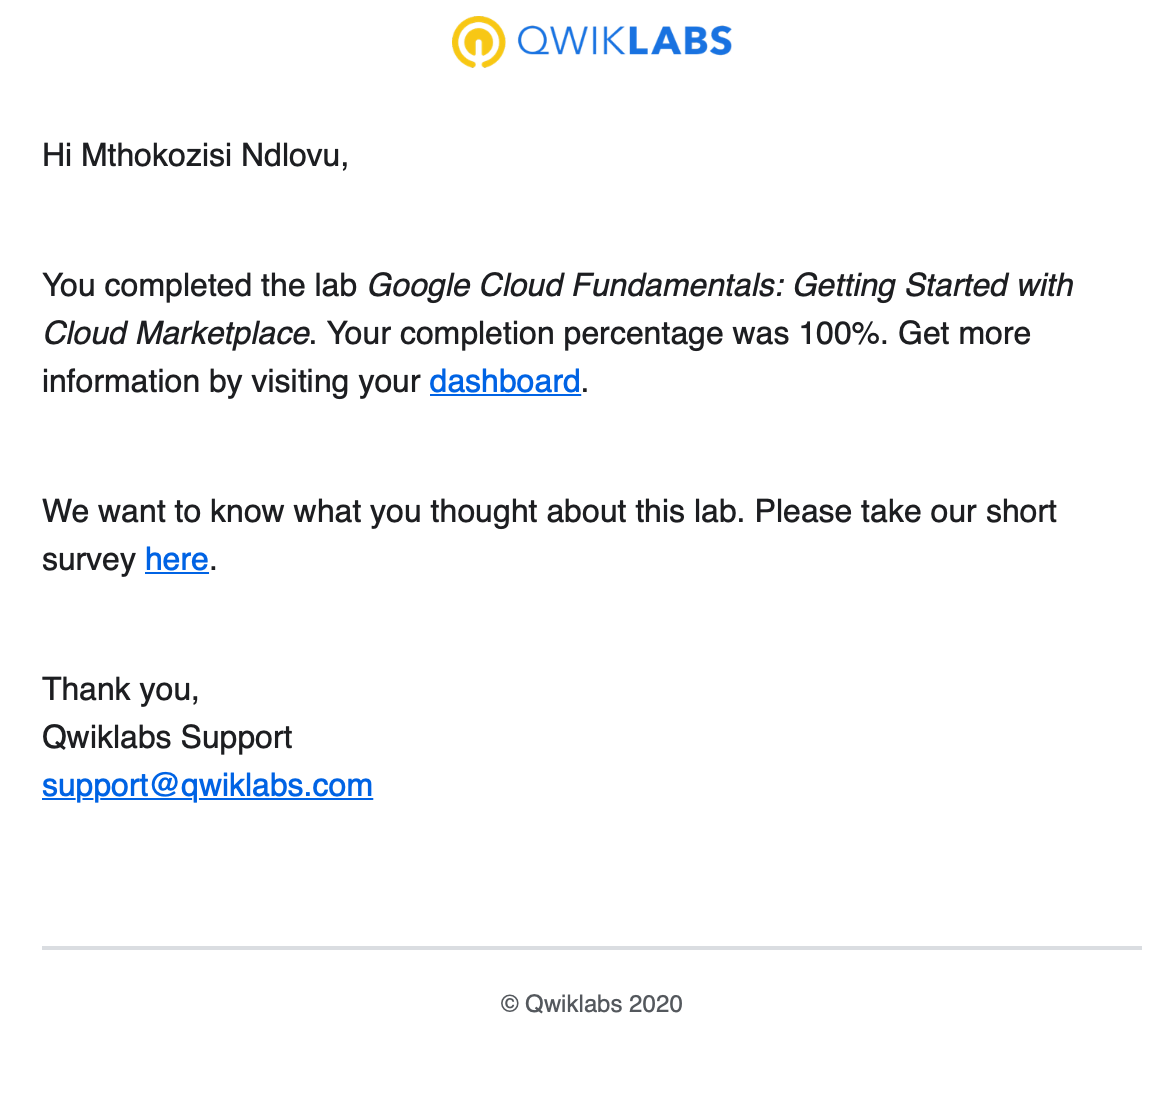 QWIKLABS
Hi Mthokozisi Ndlovu,
You completed the lab Google Cloud Fundamentals: Getting Started with
Cloud Marketplace. Your completion percentage was 100%. Get more
information by visiting your dashboard.
We want to know what you thought about this lab. Please take our short
survey here.
Thank you,
Qwiklabs Support
support@qwiklabs.com
© Qwiklabs 2020